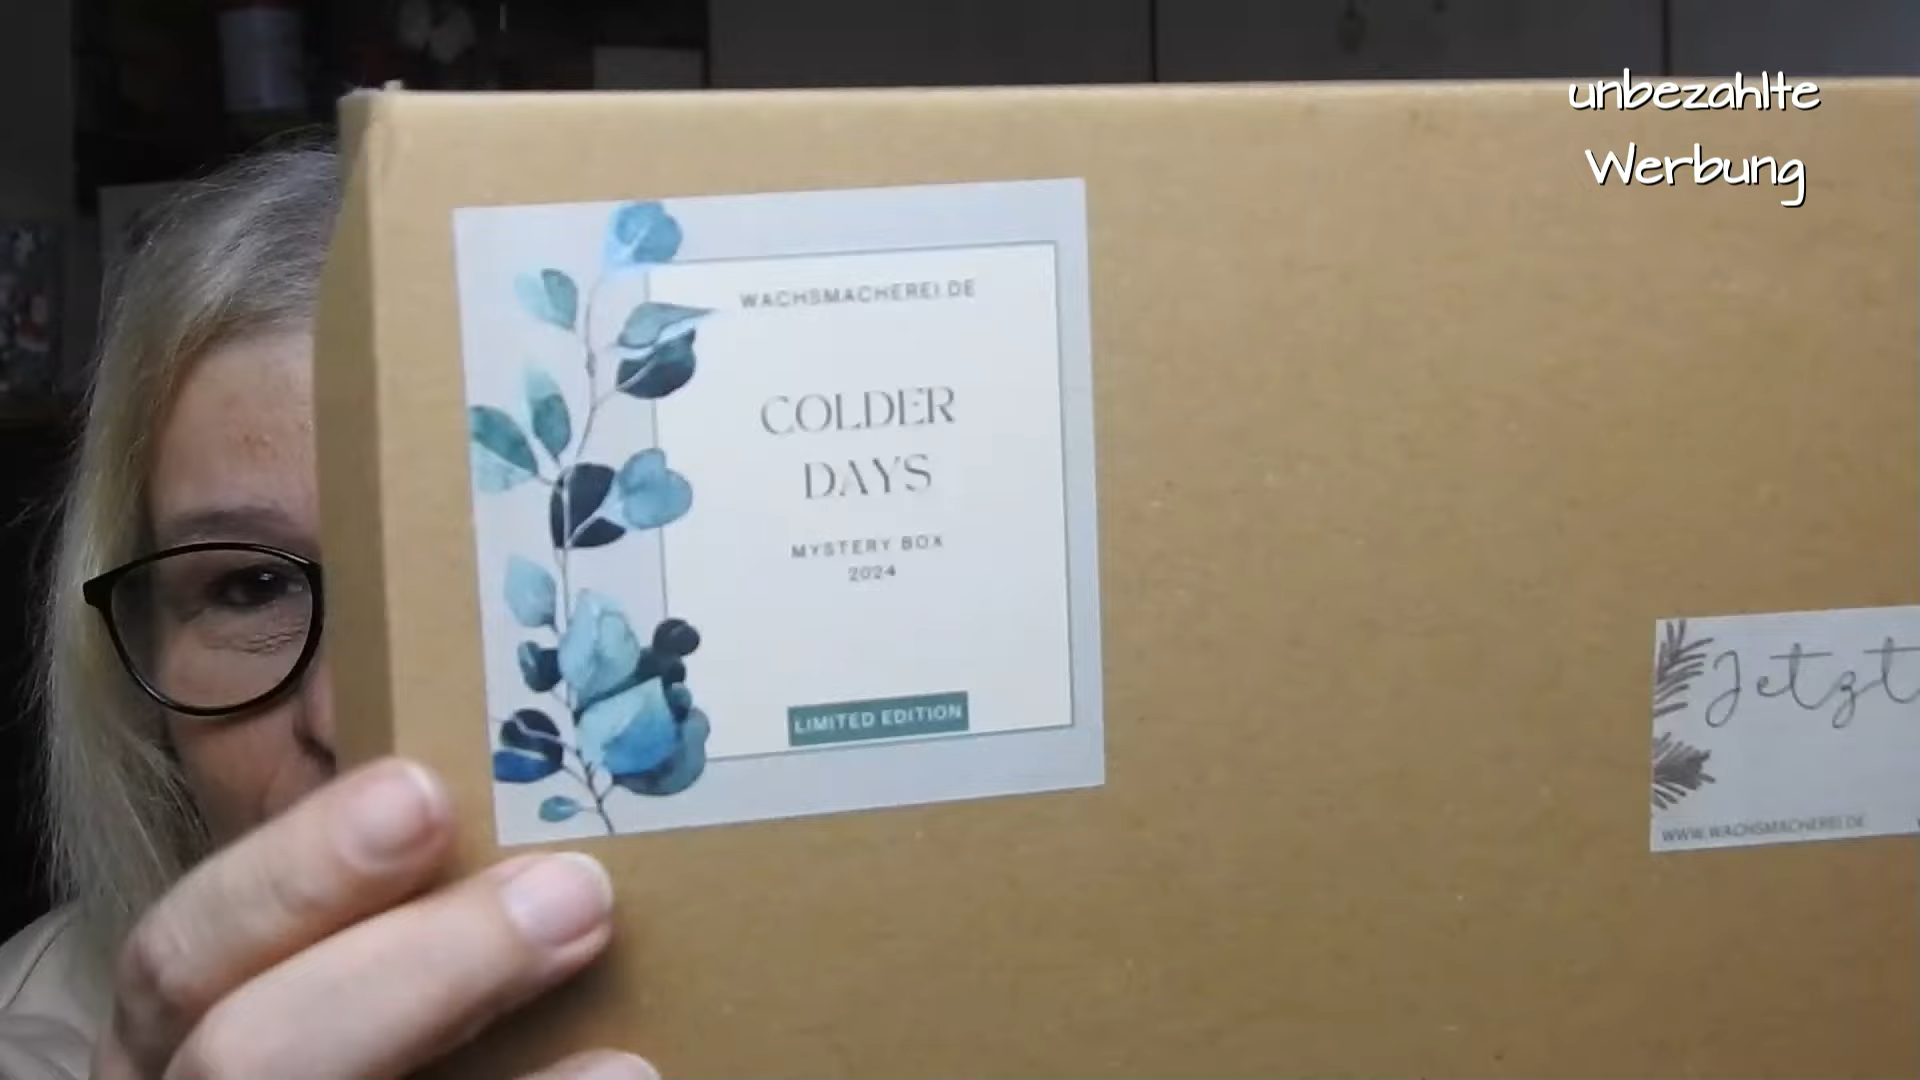 unbezahlte
Werbung
WACHSMACHEREI.DE
COLDER
DAYS
MYSTERY BOX
2024
LIMITED EDITION
Jetzt
WWW.WACHSMACHEREI.DE